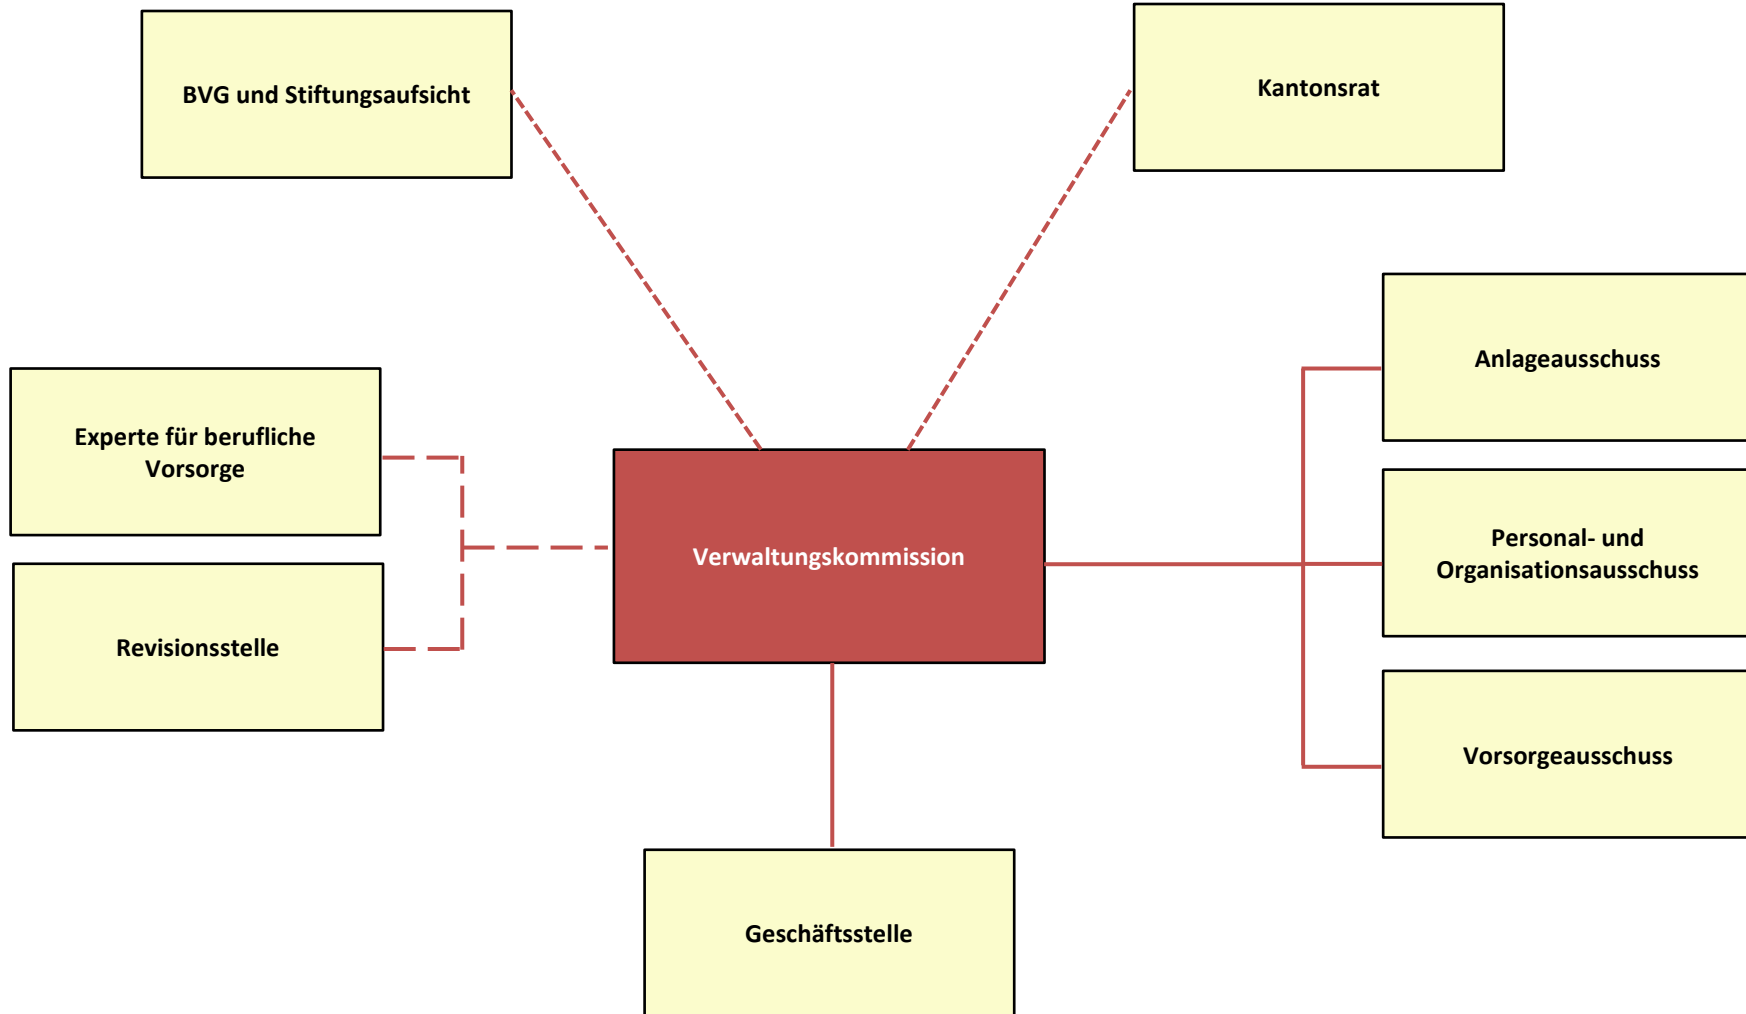 BVG und Stiftungsaufsicht
Kantonsrat
Anlageausschuss
Experte für berufliche
Vorsorge
Personal- und
Organisationsausschuss
Verwaltungskommission
Revisionsstelle
Vorsorgeausschuss
Geschäftsstelle